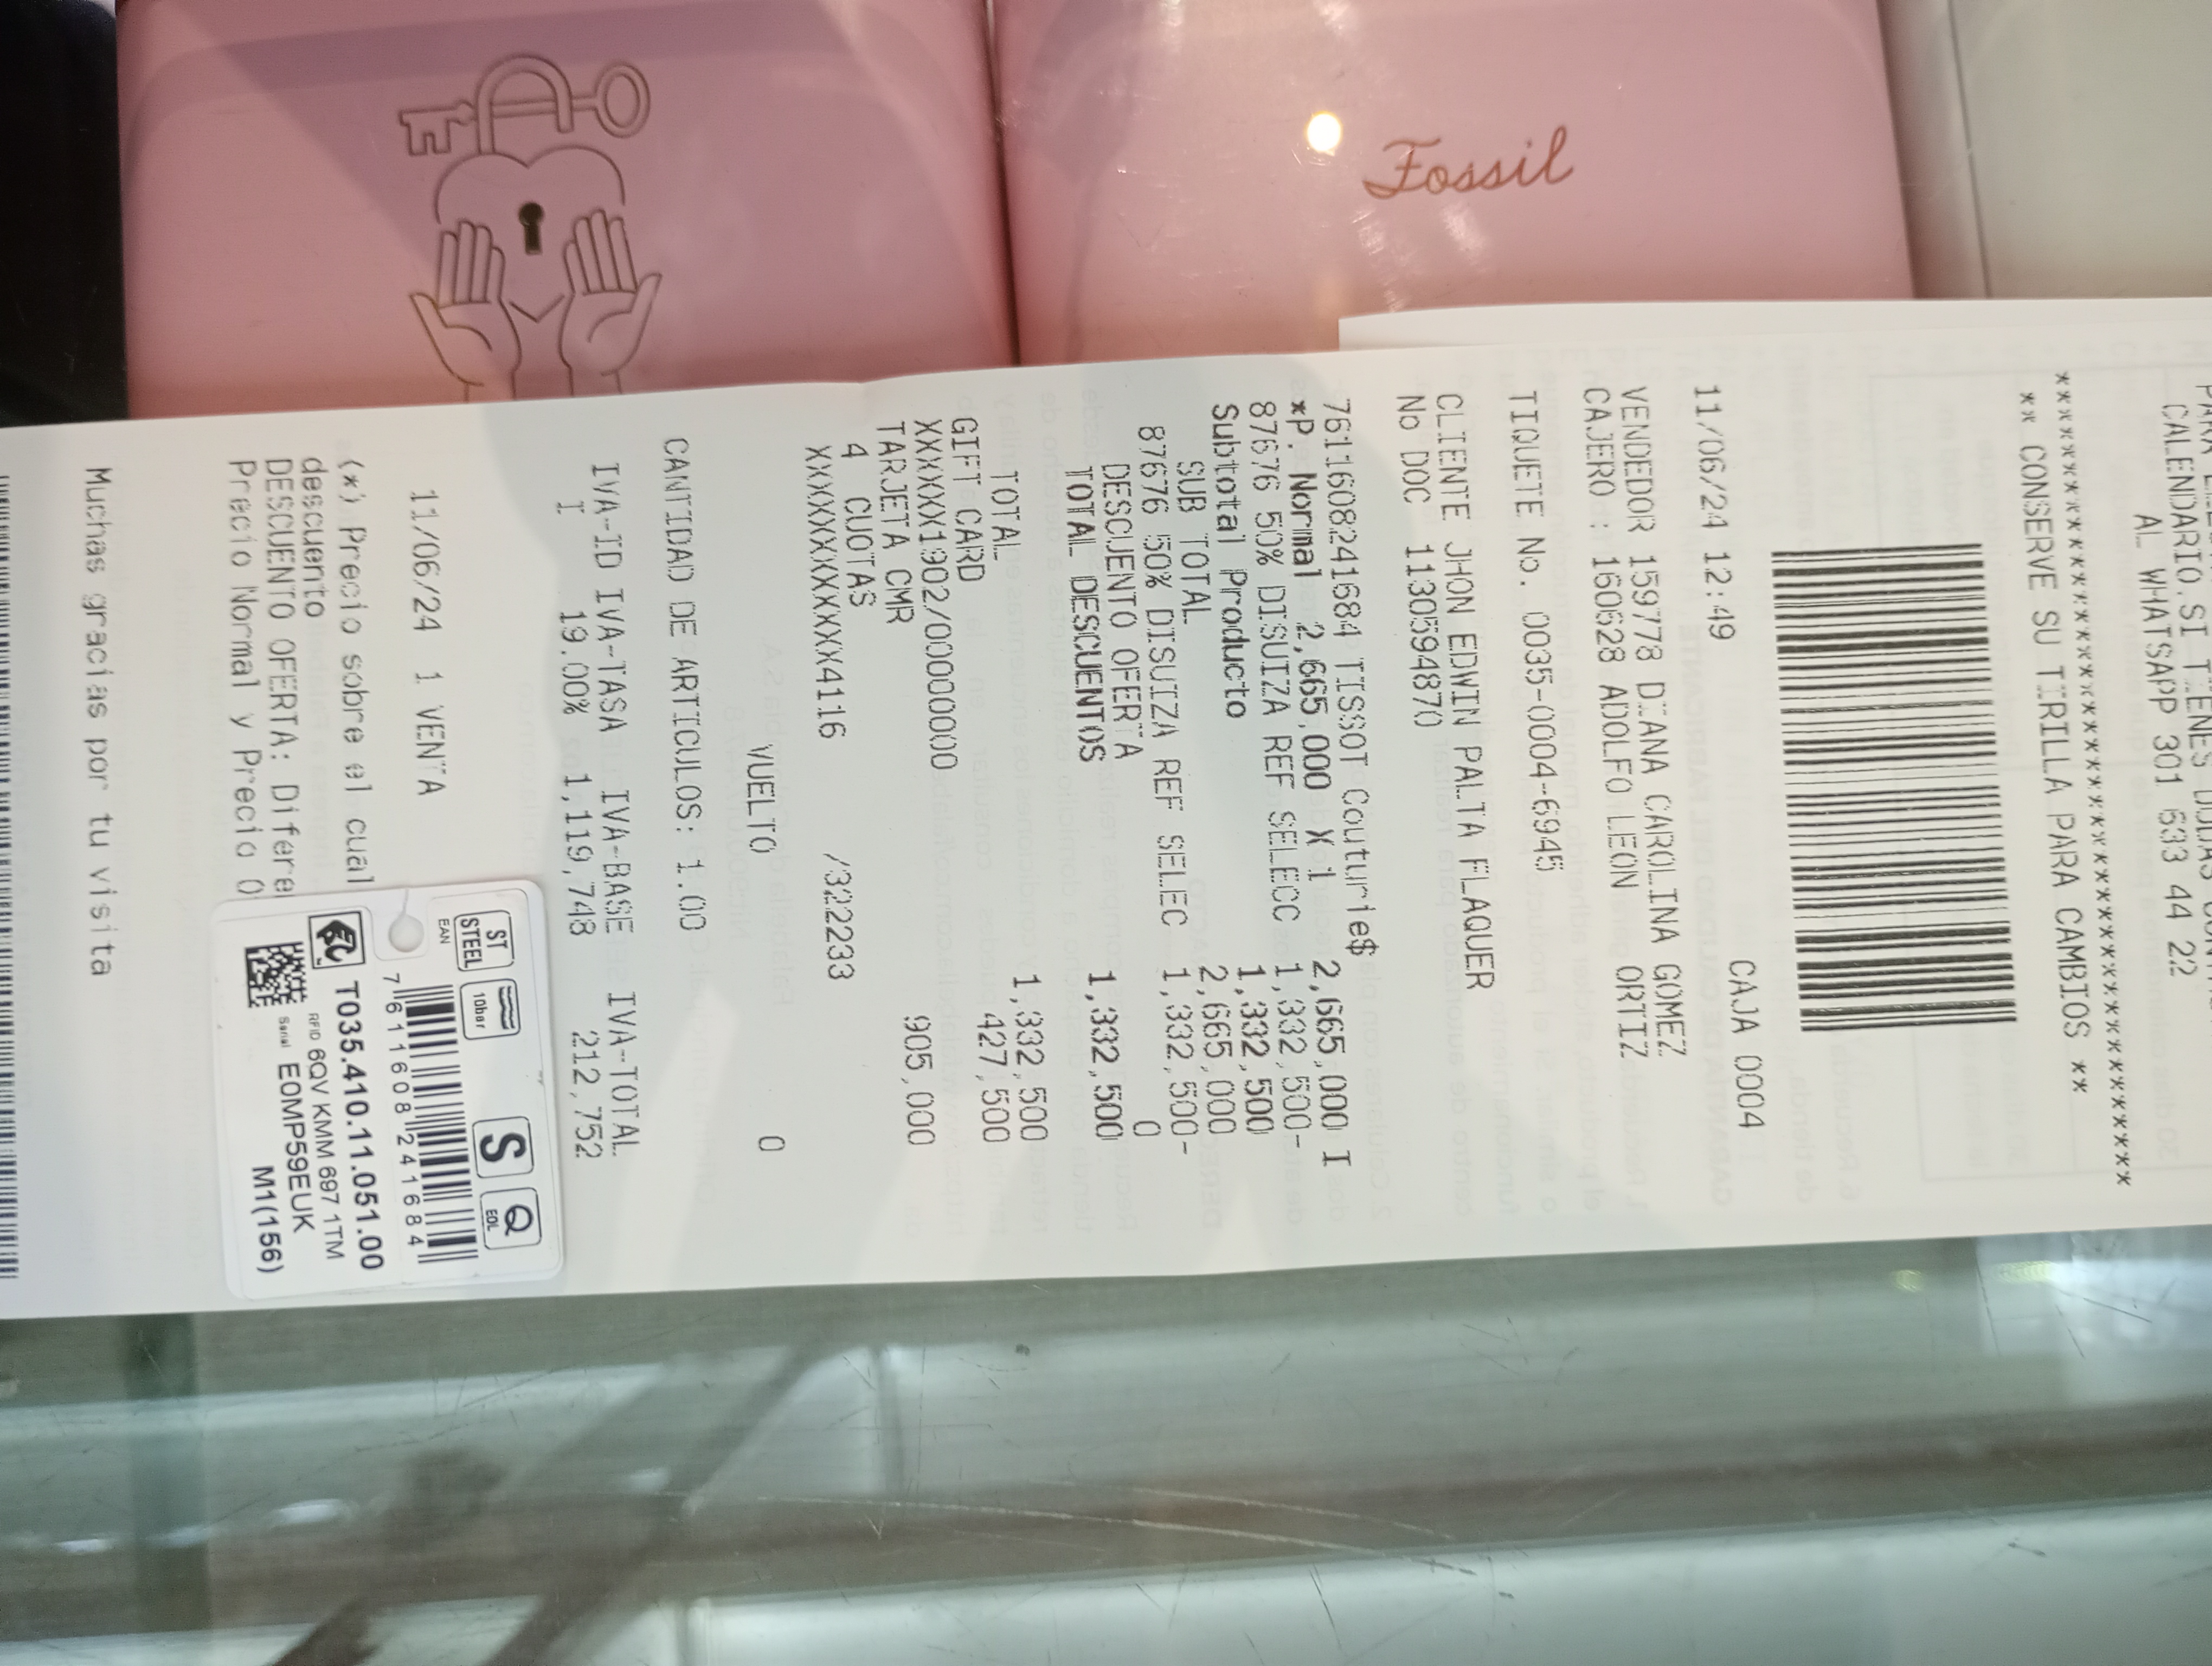 Fossil
CALENDARIO.SI TIENES DUDAS
AL WHATSAPP 301 633 44 22
************************************
** CONSERVE SU TIRILLA PARA CAMBIOS **
CAJA 0004
11/06/24 12:49
VENDEDOR 159778 DIANA CAROLINA GOMEZ
CAJERO : 160628 ADOLFO LEON ORTIZ
TIQUETE No. 0035-0004-6945
CLIENTE JHON EDWIN PALTA FLAQUER
No DOC 1130594870
7611608241684 TISSOT Couturie$ 2,665,000 I
*P. Normal 2,665,000 X 1
87676 50% DISUIZA REF SELECC 1,332,500-
Subtotal Producto 1,332,500
SUB TOTAL 2,665,000
87676 50% DISUIZA REF SELEC 1,332,500-
DESCUENTO OFERTA 0
TOTAL DESCUENTOS 1,332,500
TOTAL 1,332,500
GIFT CARD 427,500
XXXXXX1902/00000000
TARJETA CMR 905,000
4 CUOTAS
XXXXXXXXXXXX4116 /322233
VUELTO 0
CANTIDAD DE ARTICULOS: 1.00
IVA-ID IVA-TASA IVA-BASE IVA-TOTAL
I 19.00% 1,119,748 212,752
11/06/24 1 VENTA
(*) Precio sobre el cual
descuento
DESCUENTO OFERTA: Difere
Precio Normal y Precio O
Muchas gracias por tu visita
ST
STEEL
10bar
S
Q
EOL
EAN
7 611608 241684
T035.410.11.051.00
RFID 6QV KMM 697 1TM
Serial E0MP59EUK
M1(156)